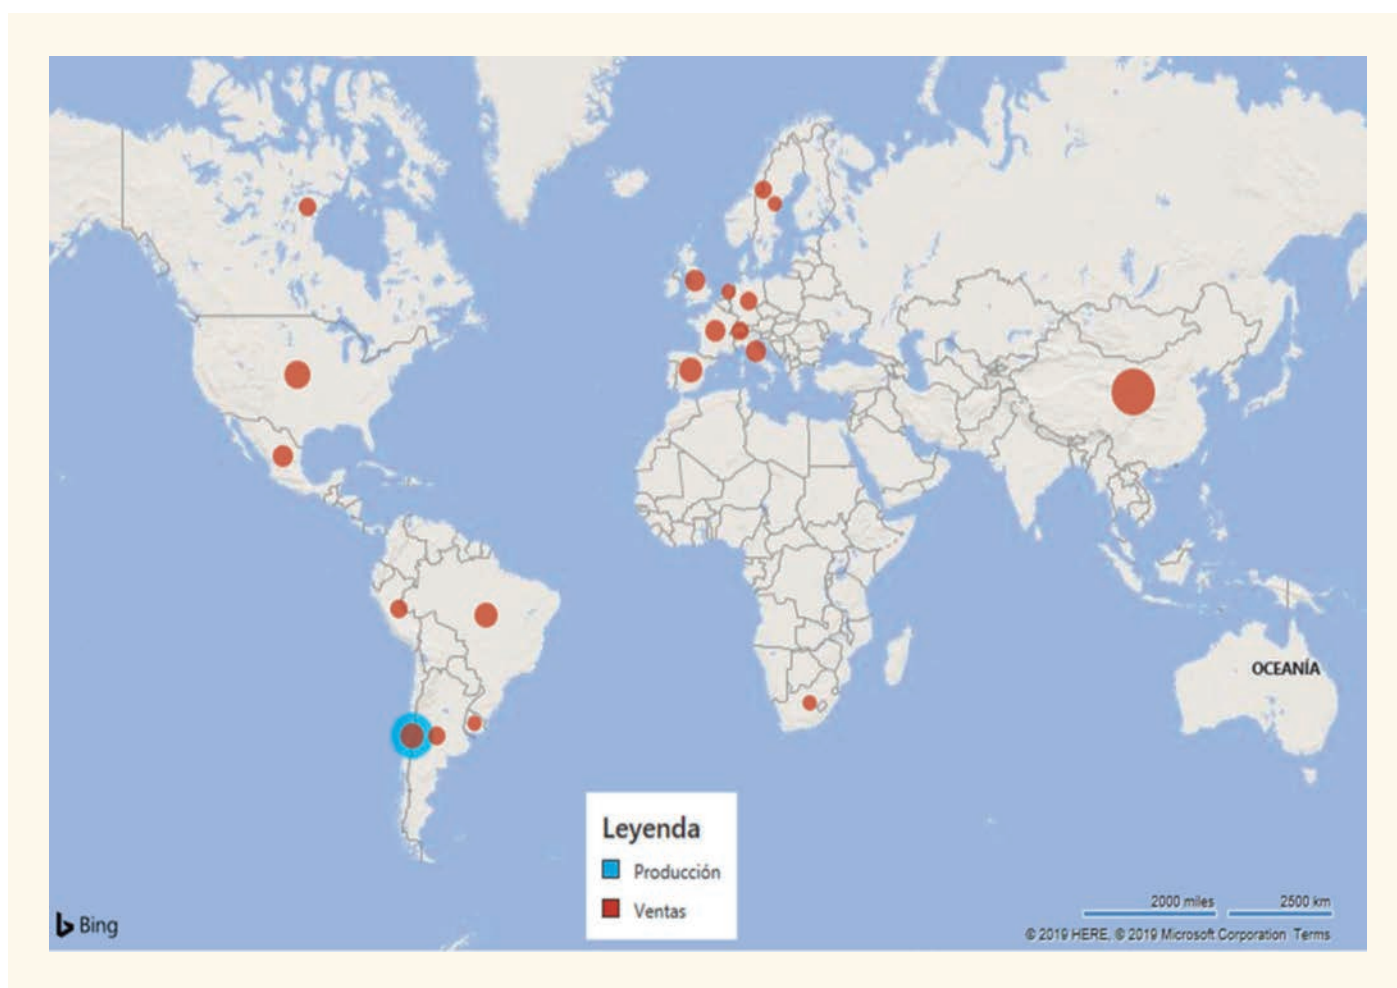 OCEANÍA
Leyenda
Producción
Ventas
2000 miles 2500 km
Bing
© 2019 HERE, © 2019 Microsoft Corporation Terms